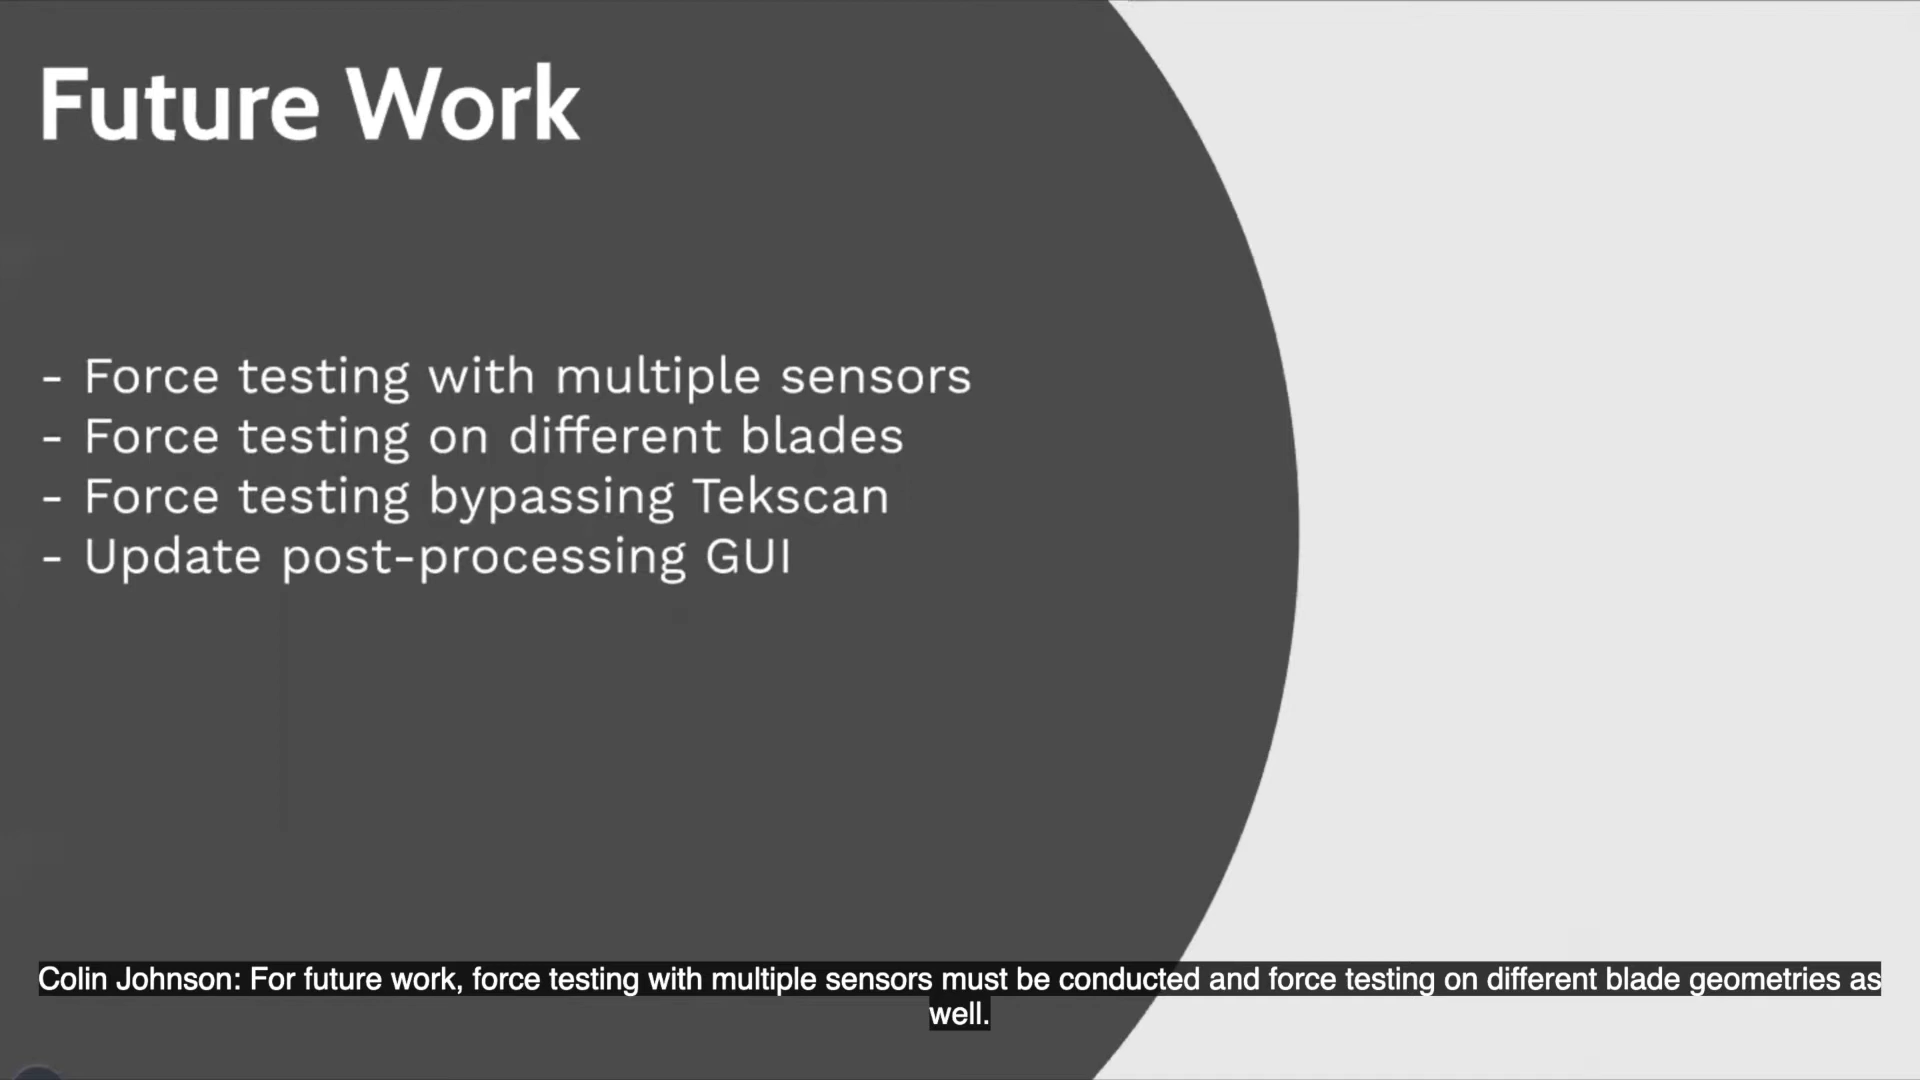 Future Work
- Force testing with multiple sensors
- Force testing on different blades
- Force testing bypassing Tekscan
- Update post-processing GUI
Colin Johnson: For future work, force testing with multiple sensors must be conducted and force testing on different blade geometries as
well.